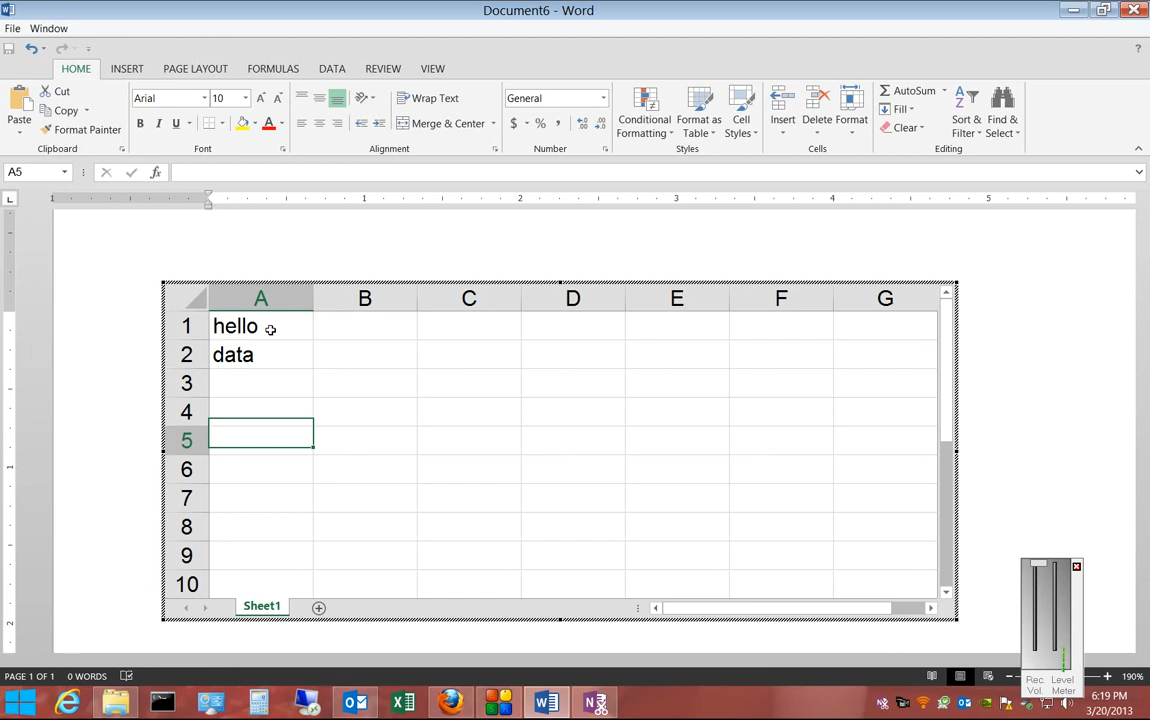 Document6 - Word
File Window
?
HOME INSERT PAGE LAYOUT FORMULAS DATA REVIEW VIEW
Paste Cut Copy Format Painter
Clipboard
Arial 10
B I U
Font
Wrap Text
Merge & Center
Alignment
General
$ % ,
Number
Conditional Formatting
Format as Table
Cell Styles
Styles
Insert Delete Format
Cells
AutoSum
Fill
Clear
Sort & Filter
Find & Select
Editing
A5 fx
1 1 2 3 4 5
A B C D E F G
1 hello
2 data
3
4
5
6
7
8
9
10
1
2
Sheet1
Rec. Vol.
Level Meter
PAGE 1 OF 1 0 WORDS 190%
6:19 PM
3/20/2013